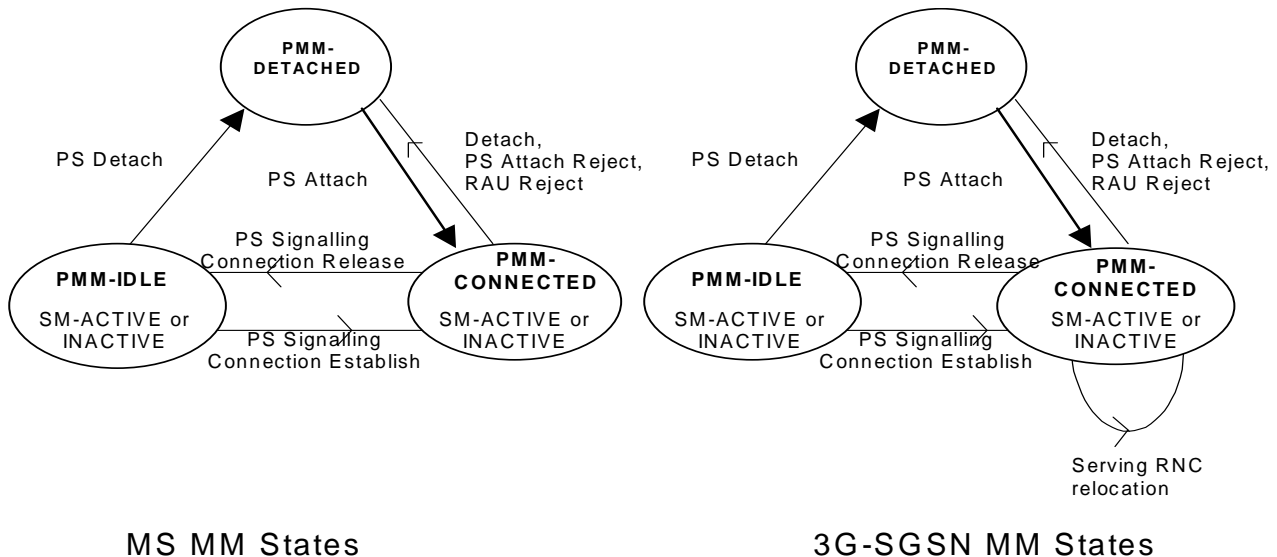 PMM-
DETACHED
PS Detach
PS Attach
Detach,
PS Attach Reject,
RAU Reject
PS Signalling
Connection Release
PMM-IDLE
SM-ACTIVE or
INACTIVE
PMM-
CONNECTED
SM-ACTIVE or
INACTIVE
PS Signalling
Connection Establish
MS MM States
PMM-
DETACHED
PS Detach
PS Attach
Detach,
PS Attach Reject,
RAU Reject
PS Signalling
Connection Release
PMM-IDLE
SM-ACTIVE or
INACTIVE
PMM-
CONNECTED
SM-ACTIVE or
INACTIVE
PS Signalling
Connection Establish
Serving RNC
relocation
3G-SGSN MM States